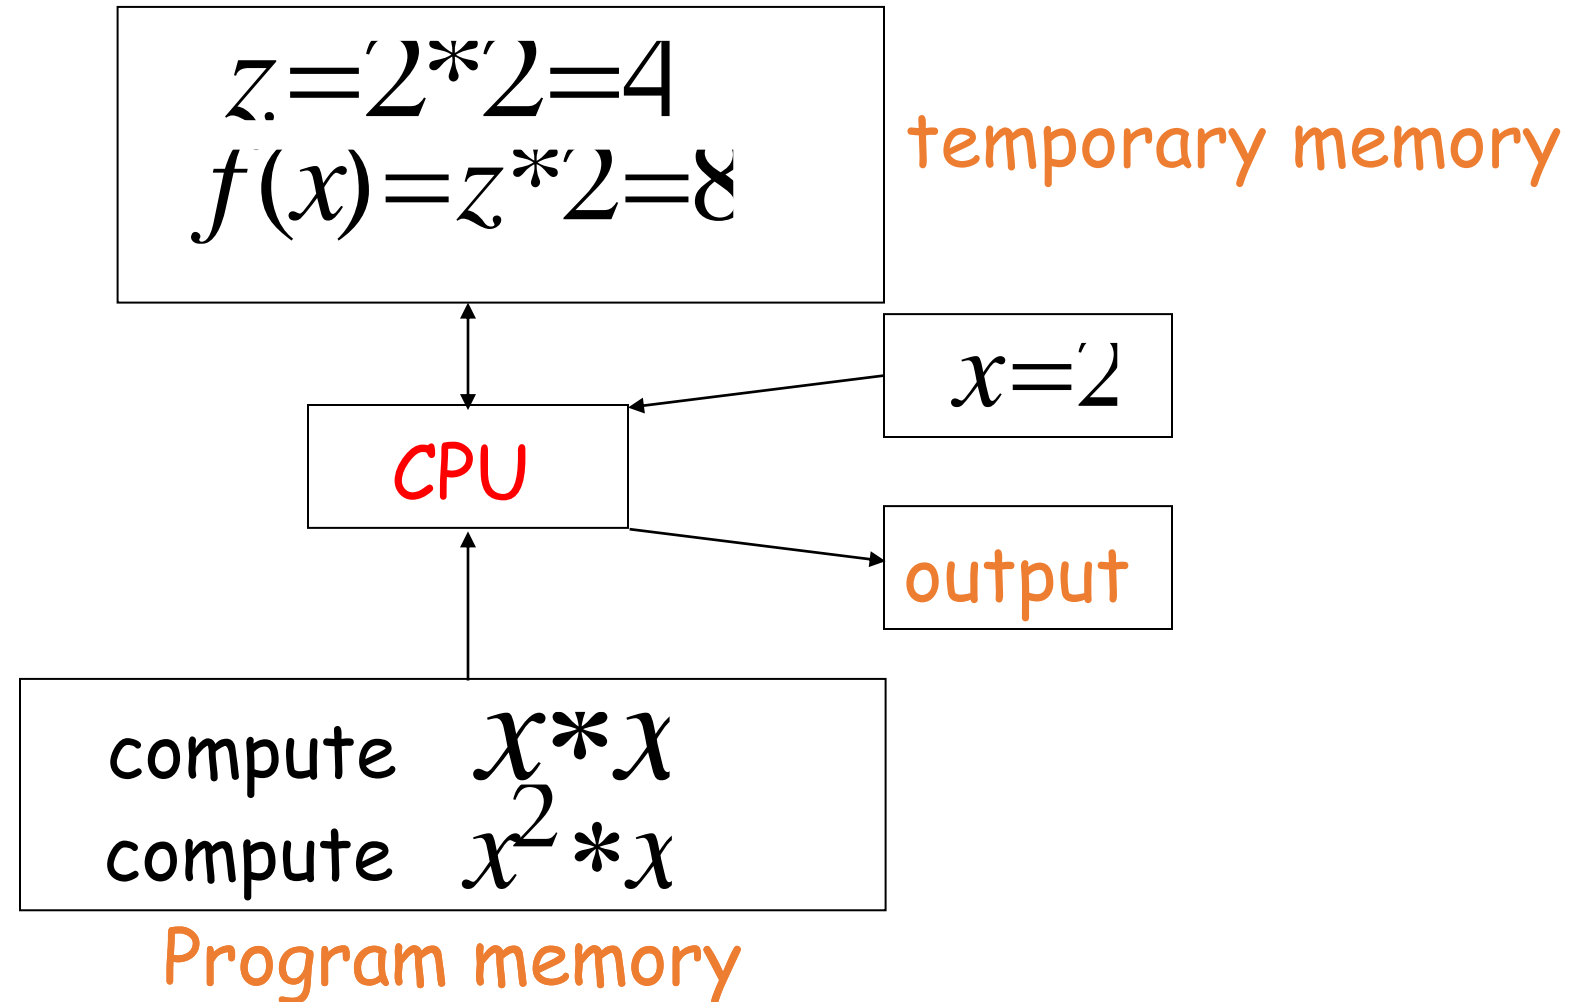 z=2*2=4
f(x)=z*2=8
temporary memory
x=2
CPU
output
compute x*x
compute x²*x
Program memory